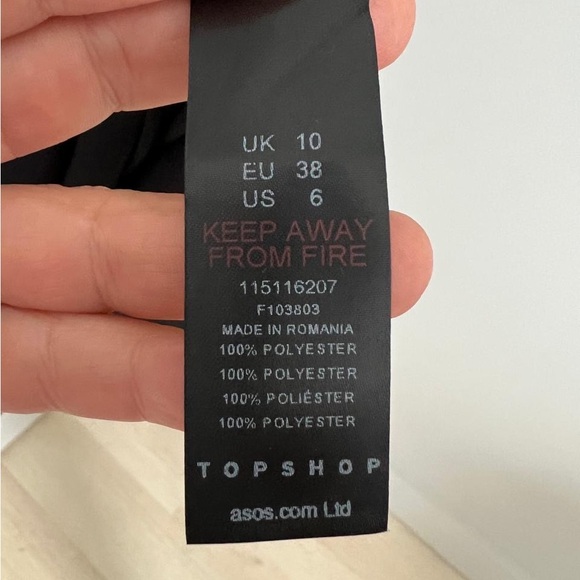 UK 10
EU 38
US 6
KEEP AWAY
FROM FIRE
115116207
F103803
MADE IN ROMANIA
100% POLYESTER
100% POLYESTER
100% POLIÉSTER
100% POLYESTER
TOPSHOP
asos.com Ltd